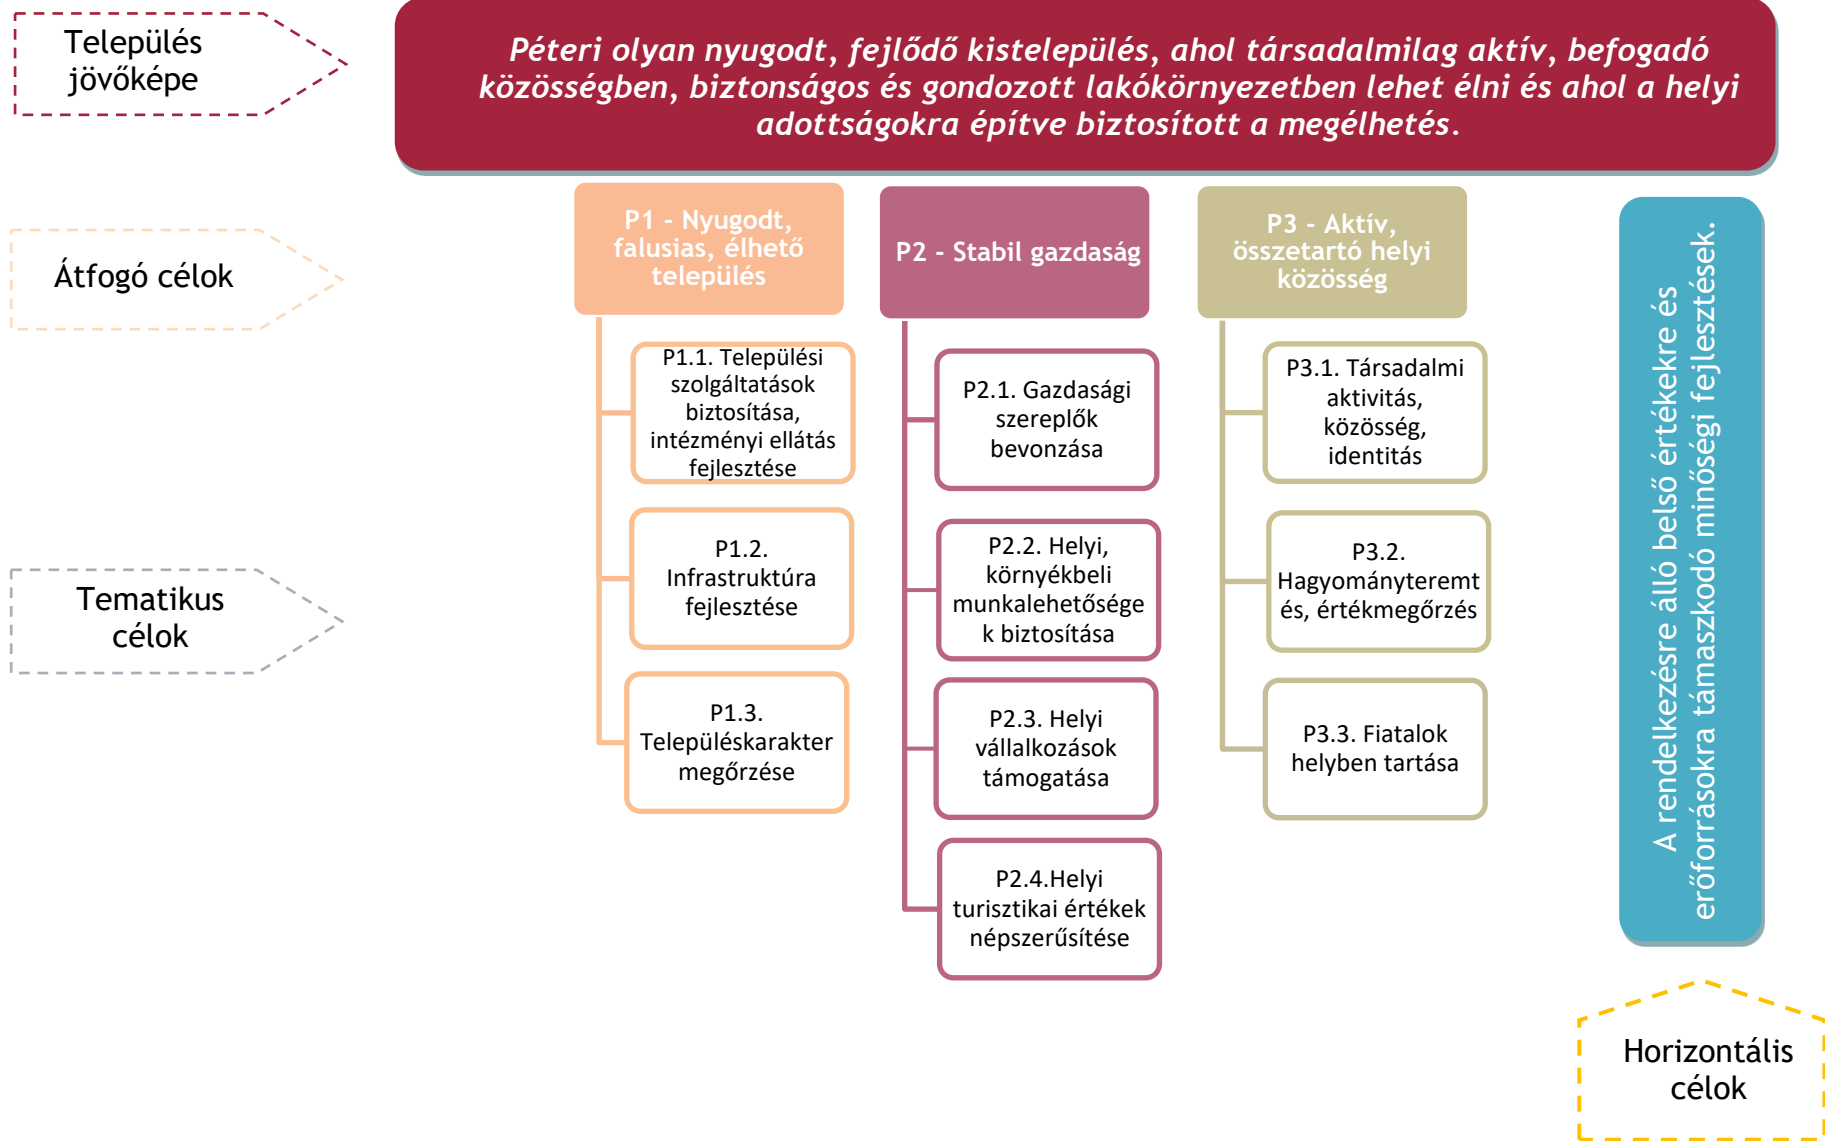 Település
jövőképe
Péteri olyan nyugodt, fejlődő kistelepülés, ahol társadalmilag aktív, befogadó
közösségben, biztonságos és gondozott lakókörnyezetben lehet élni és ahol a helyi
adottságokra építve biztosított a megélhetés.
Átfogó célok
P1 - Nyugodt,
falusias, élhető
település
P2 - Stabil gazdaság
P3 - Aktív,
összetartó helyi
közösség
Tematikus
célok
P1.1. Települési
szolgáltatások
biztosítása,
intézményi ellátás
fejlesztése
P1.2.
Infrastruktúra
fejlesztése
P1.3.
Településkarakter
megőrzése
P2.1. Gazdasági
szereplők
bevonzása
P2.2. Helyi,
környékbeli
munkalehetősége
k biztosítása
P2.3. Helyi
vállalkozások
támogatása
P2.4.Helyi
turisztikai értékek
népszerűsítése
P3.1. Társadalmi
aktivitás,
közösség,
identitás
P3.2.
Hagyományteremt
és, értékmegőrzés
P3.3. Fiatalok
helyben tartása
A rendelkezésre álló belső értékekre és
erőforrásokra támaszkodó minőségi fejlesztések.
Horizontális
célok